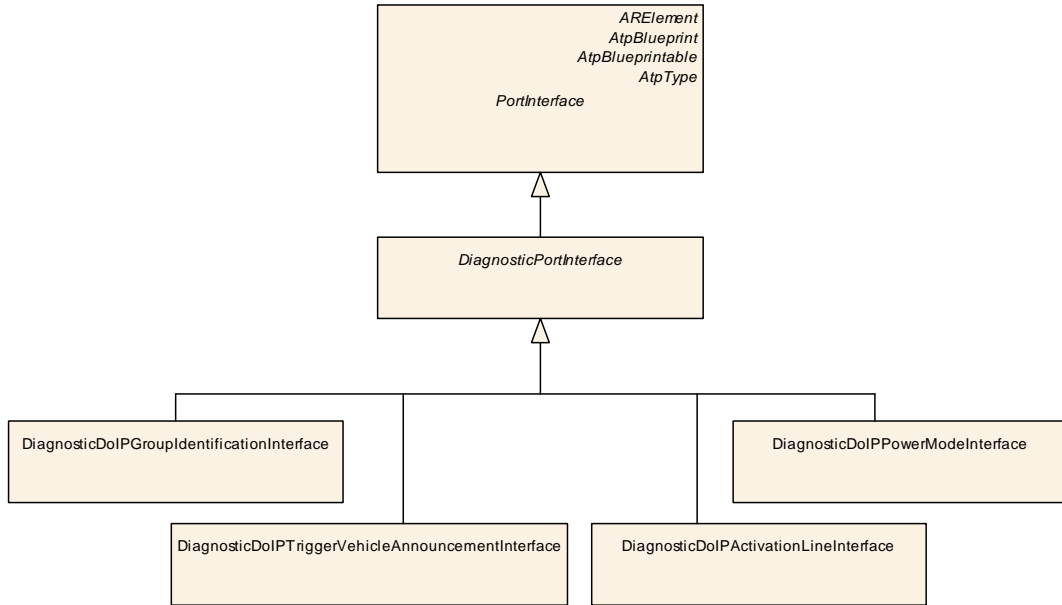 ARElement
AtpBlueprint
AtpBlueprintable
AtpType
PortInterface
DiagnosticPortInterface
DiagnosticDoIPGroupIdentificationInterface
DiagnosticDoIPPowerModeInterface
DiagnosticDoIPTriggerVehicleAnnouncementInterface
DiagnosticDoIPActivationLineInterface